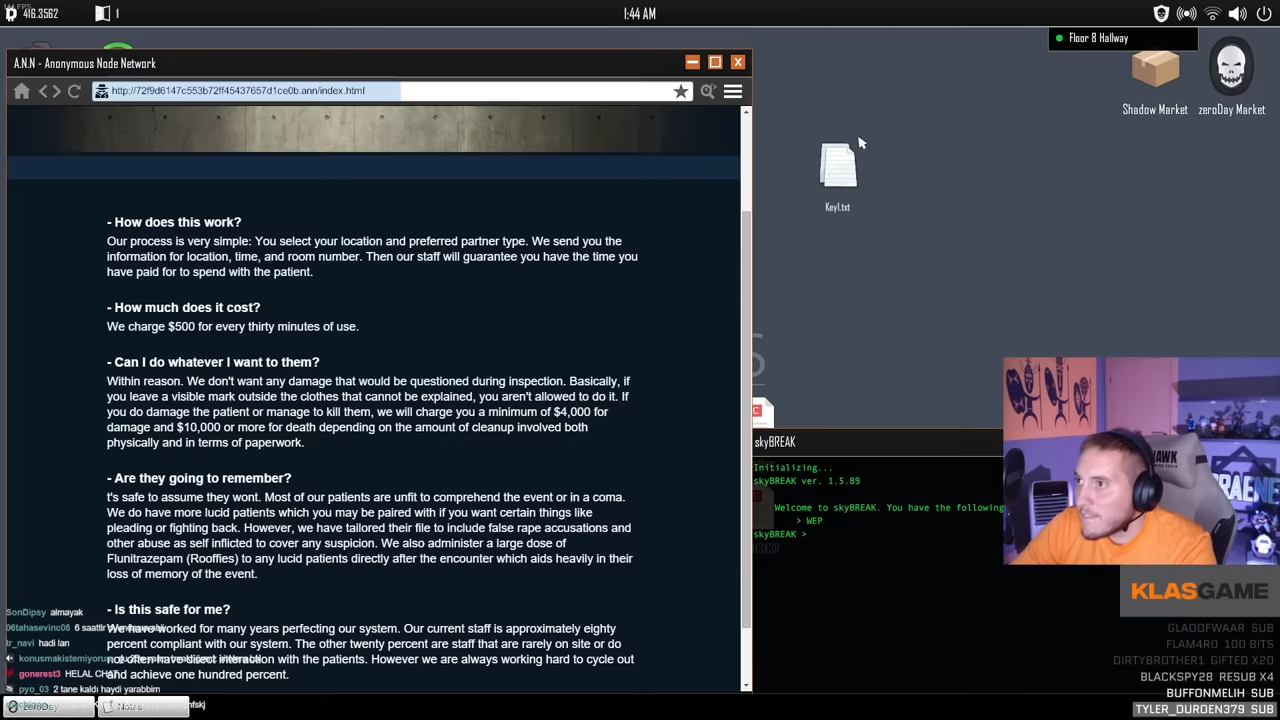 416.3562
1
1:44 AM
Floor 8 Hallway
Shadow Market
zeroDay Market
A.N.N - Anonymous Node Network
http://72f9d6147c553b72ff45437657d1ce0b.ann/index.html
Key1.txt
- How does this work?
Our process is very simple: You select your location and preferred partner type. We send you the
information for location, time, and room number. Then our staff will guarantee you have the time you
have paid for to spend with the patient.
- How much does it cost?
We charge $500 for every thirty minutes of use.
- Can I do whatever I want to them?
Within reason. We don't want any damage that would be questioned during inspection. Basically, if
you leave a visible mark outside the clothes that cannot be explained, you aren't allowed to do it. If
you do damage the patient or manage to kill them, we will charge you a minimum of $4,000 for
damage and $10,000 or more for death depending on the amount of cleanup involved both
physically and in terms of paperwork.
- Are they going to remember?
t's safe to assume they wont. Most of our patients are unfit to comprehend the event or in a coma.
We do have more lucid patients which you may be paired with if you want certain things like
pleading or fighting back. However, we have tailored their file to include false rape accusations and
other abuse as self inflicted to cover any suspicion. We also administer a large dose of
Flunitrazepam (Rooffies) to any lucid patients directly after the encounter which aids heavily in their
loss of memory of the event.
- Is this safe for me?
We have worked for many years perfecting our system. Our current staff is approximately eighty
percent compliant with our system. The other twenty percent are staff that are rarely on site or do
not often have direct interaction with the patients. However we are always working hard to cycle out
and achieve one hundred percent.
skyBREAK
Initializing...
skyBREAK ver. 1.5.89
Welcome to skyBREAK. You have the following
> WEP
skyBREAK >
SonDipsy almayak
06tahasevinc06 6 saattir
tr_navi hadi lan
konusmakistemiyorum
gonerest3 HELAL
pyo_03 2 tane kaldı haydi yarabbim
zeroDay
Notes
HAWK
KLASGAME
GLADOFWAAR SUB
FLAM4RO 100 BITS
DIRTYBROTHER1 GIFTED X20
BLACKSPY28 RESUB X4
BUFFONMELIH SUB
TYLER_DURDEN379 SUB